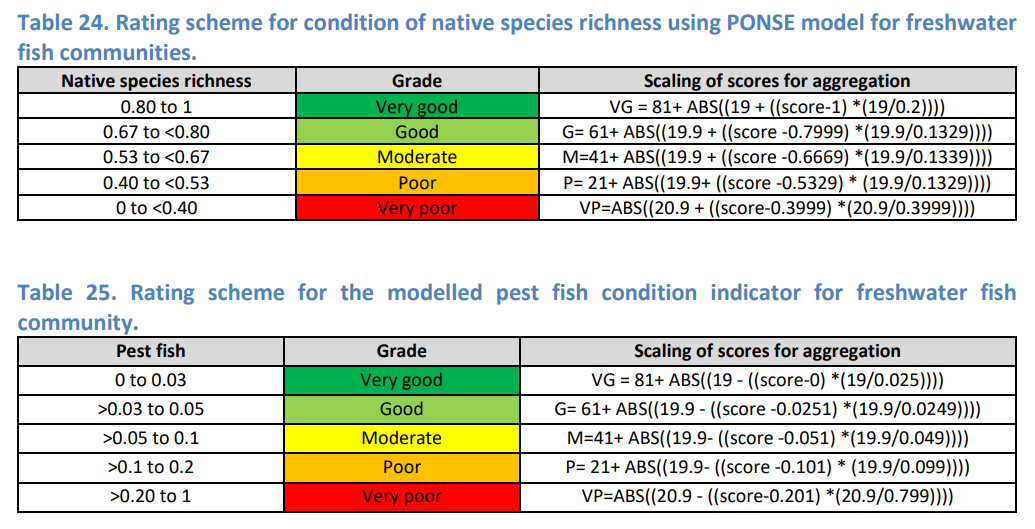 Table 24. Rating scheme for condition of native species richness using PONSE model for freshwater
fish communities.
Native species richness Grade Scaling of scores for aggregation
0.80 to 1 Very good VG = 81+ ABS((19 + ((score-1) *(19/0.2))))
0.67 to <0.80 Good G= 61+ ABS((19.9 + ((score -0.7999) *(19.9/0.1329))))
0.53 to <0.67 Moderate M=41+ ABS((19.9 + ((score -0.6669) *(19.9/0.1339))))
0.40 to <0.53 Poor P= 21+ ABS((19.9+ ((score -0.5329) * (19.9/0.1329))))
0 to <0.40 Very poor VP=ABS((20.9 + ((score-0.3999) *(20.9/0.3999))))
Table 25. Rating scheme for the modelled pest fish condition indicator for freshwater fish
community.
Pest fish Grade Scaling of scores for aggregation
0 to 0.03 Very good VG = 81+ ABS((19 - ((score-0) *(19/0.025))))
>0.03 to 0.05 Good G= 61+ ABS((19.9 - ((score -0.0251) *(19.9/0.0249))))
>0.05 to 0.1 Moderate M=41+ ABS((19.9- ((score -0.051) *(19.9/0.049))))
>0.1 to 0.2 Poor P= 21+ ABS((19.9- ((score -0.101) * (19.9/0.099))))
>0.20 to 1 Very poor VP=ABS((20.9 - ((score-0.201) *(20.9/0.799))))